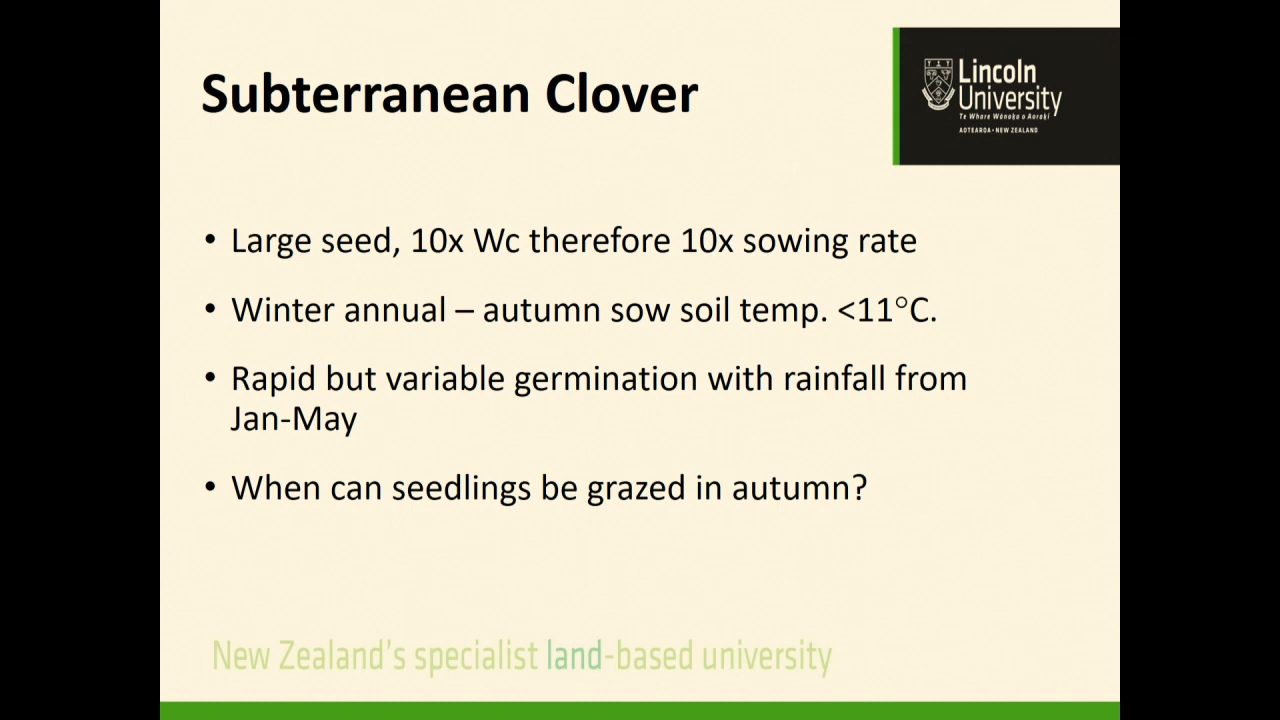 Subterranean Clover
Lincoln
University
Te Whare Wānaka o Aoraki
AOTEAROA • NEW ZEALAND
• Large seed, 10x Wc therefore 10x sowing rate
• Winter annual – autumn sow soil temp. <11°C.
• Rapid but variable germination with rainfall from
Jan-May
• When can seedlings be grazed in autumn?
New Zealand's specialist land-based university